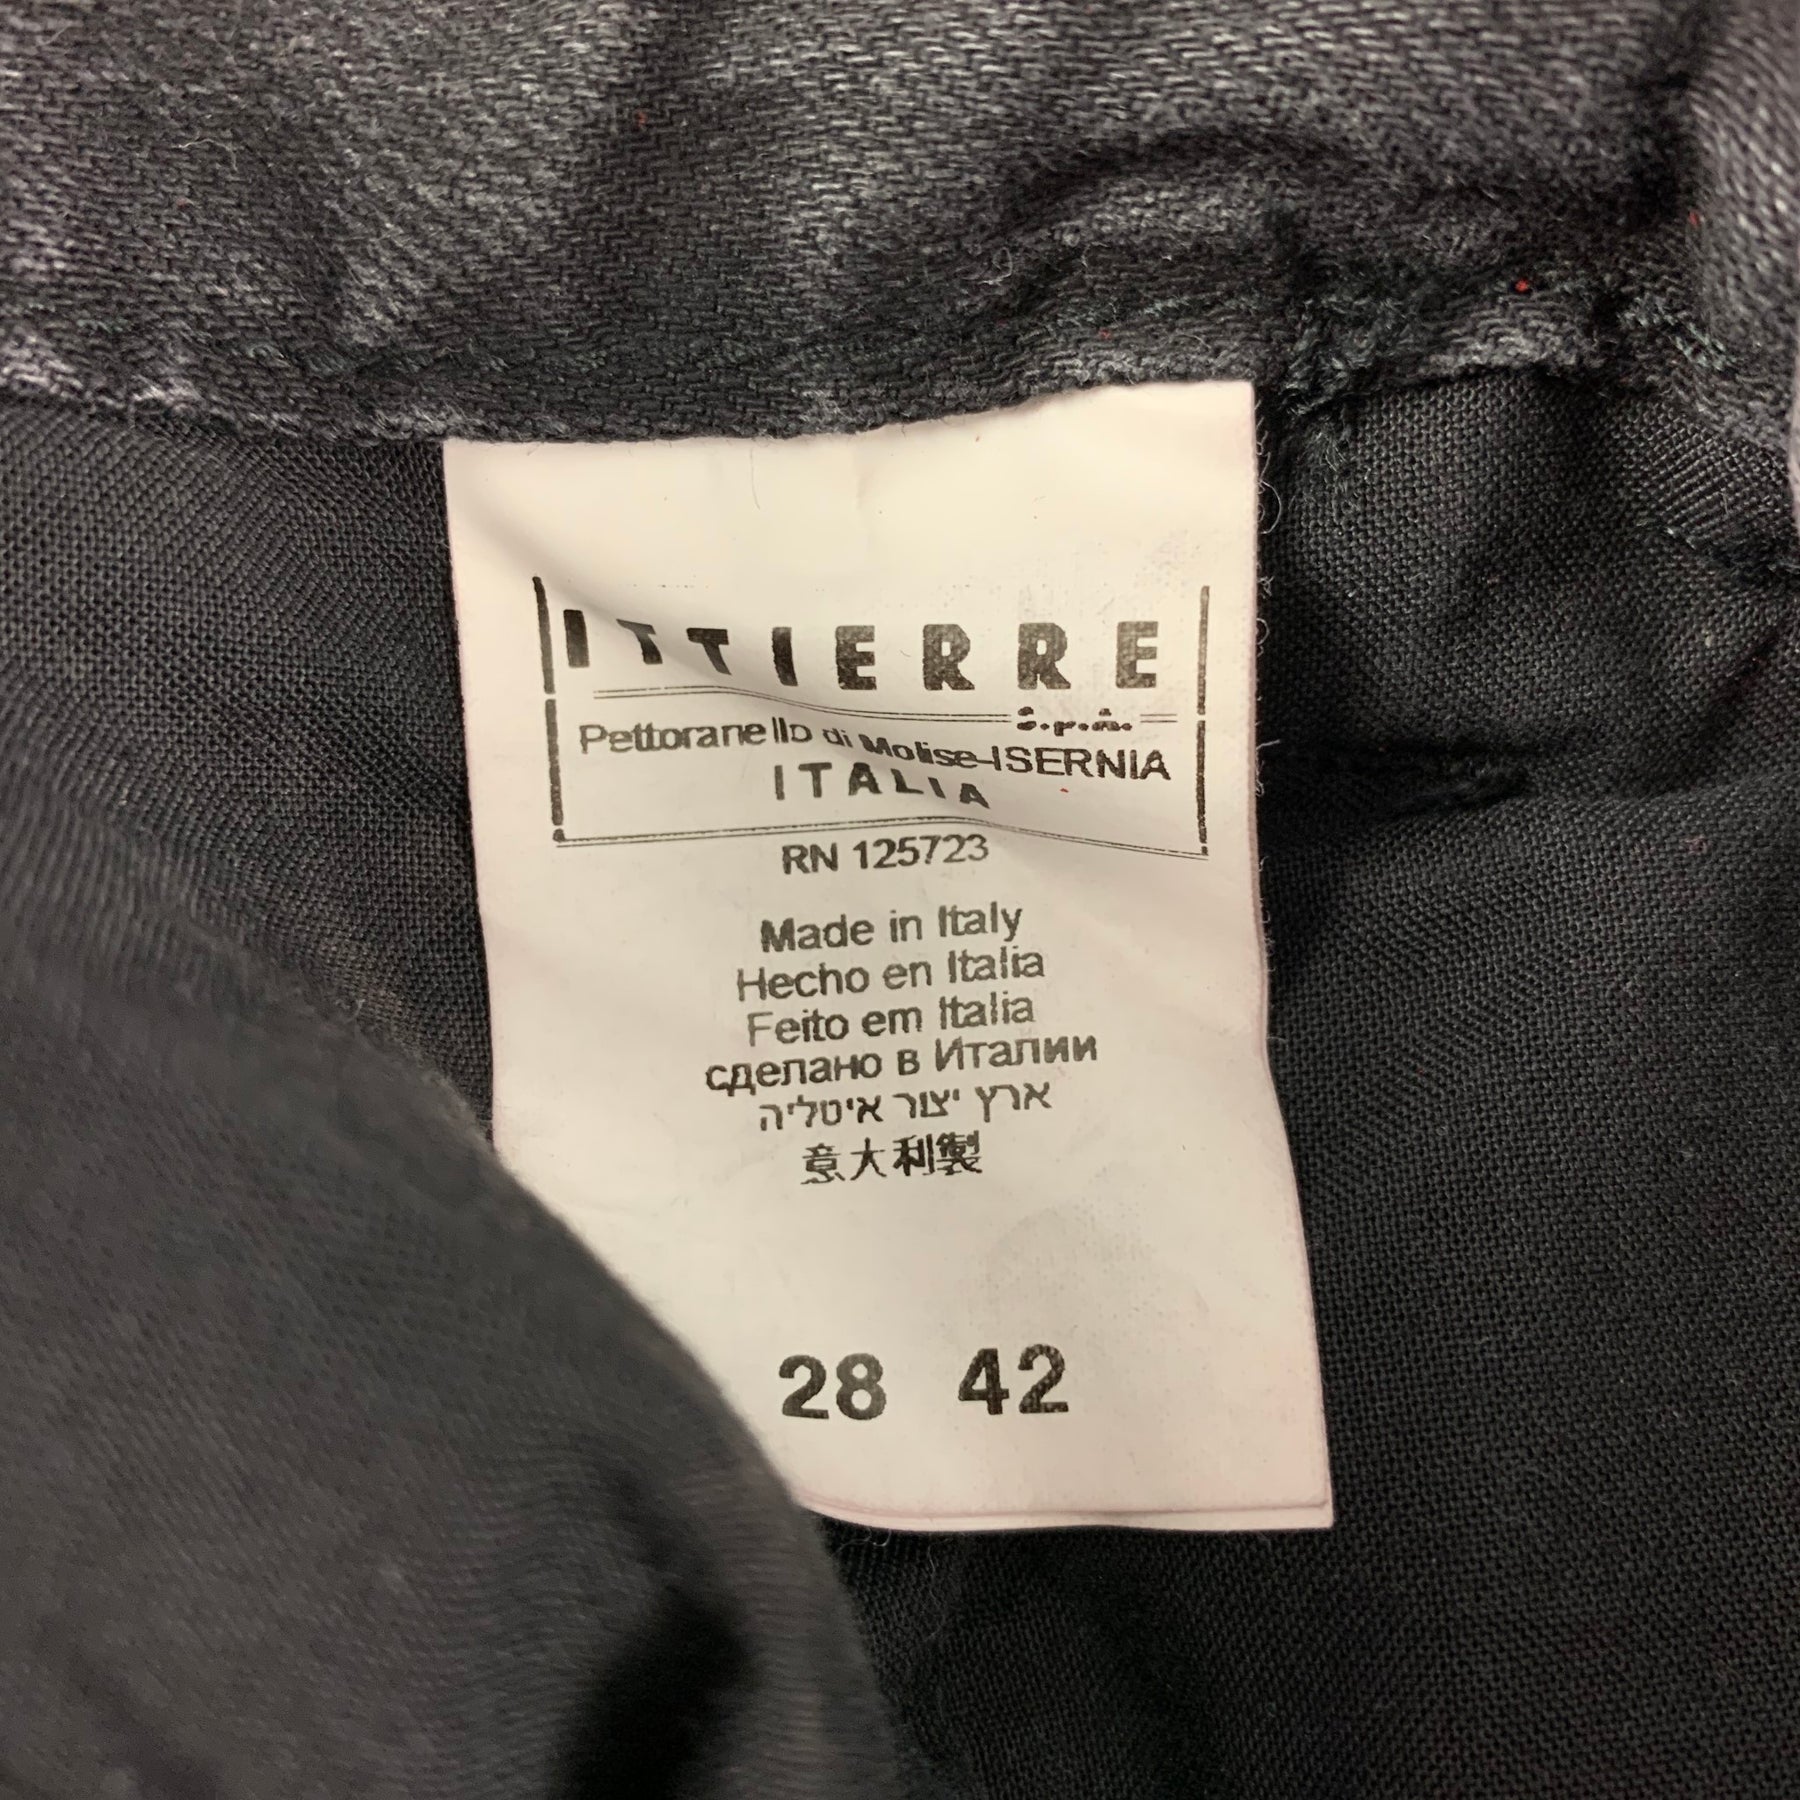 ITTIERRE
S.p.A.
Pettoranello di Molise-ISERNIA
ITALIA
RN 125723
Made in Italy
Hecho en Italia
Feito em Italia
сделано в Италии
ארץ יצור איטליה
意大利製
28 42